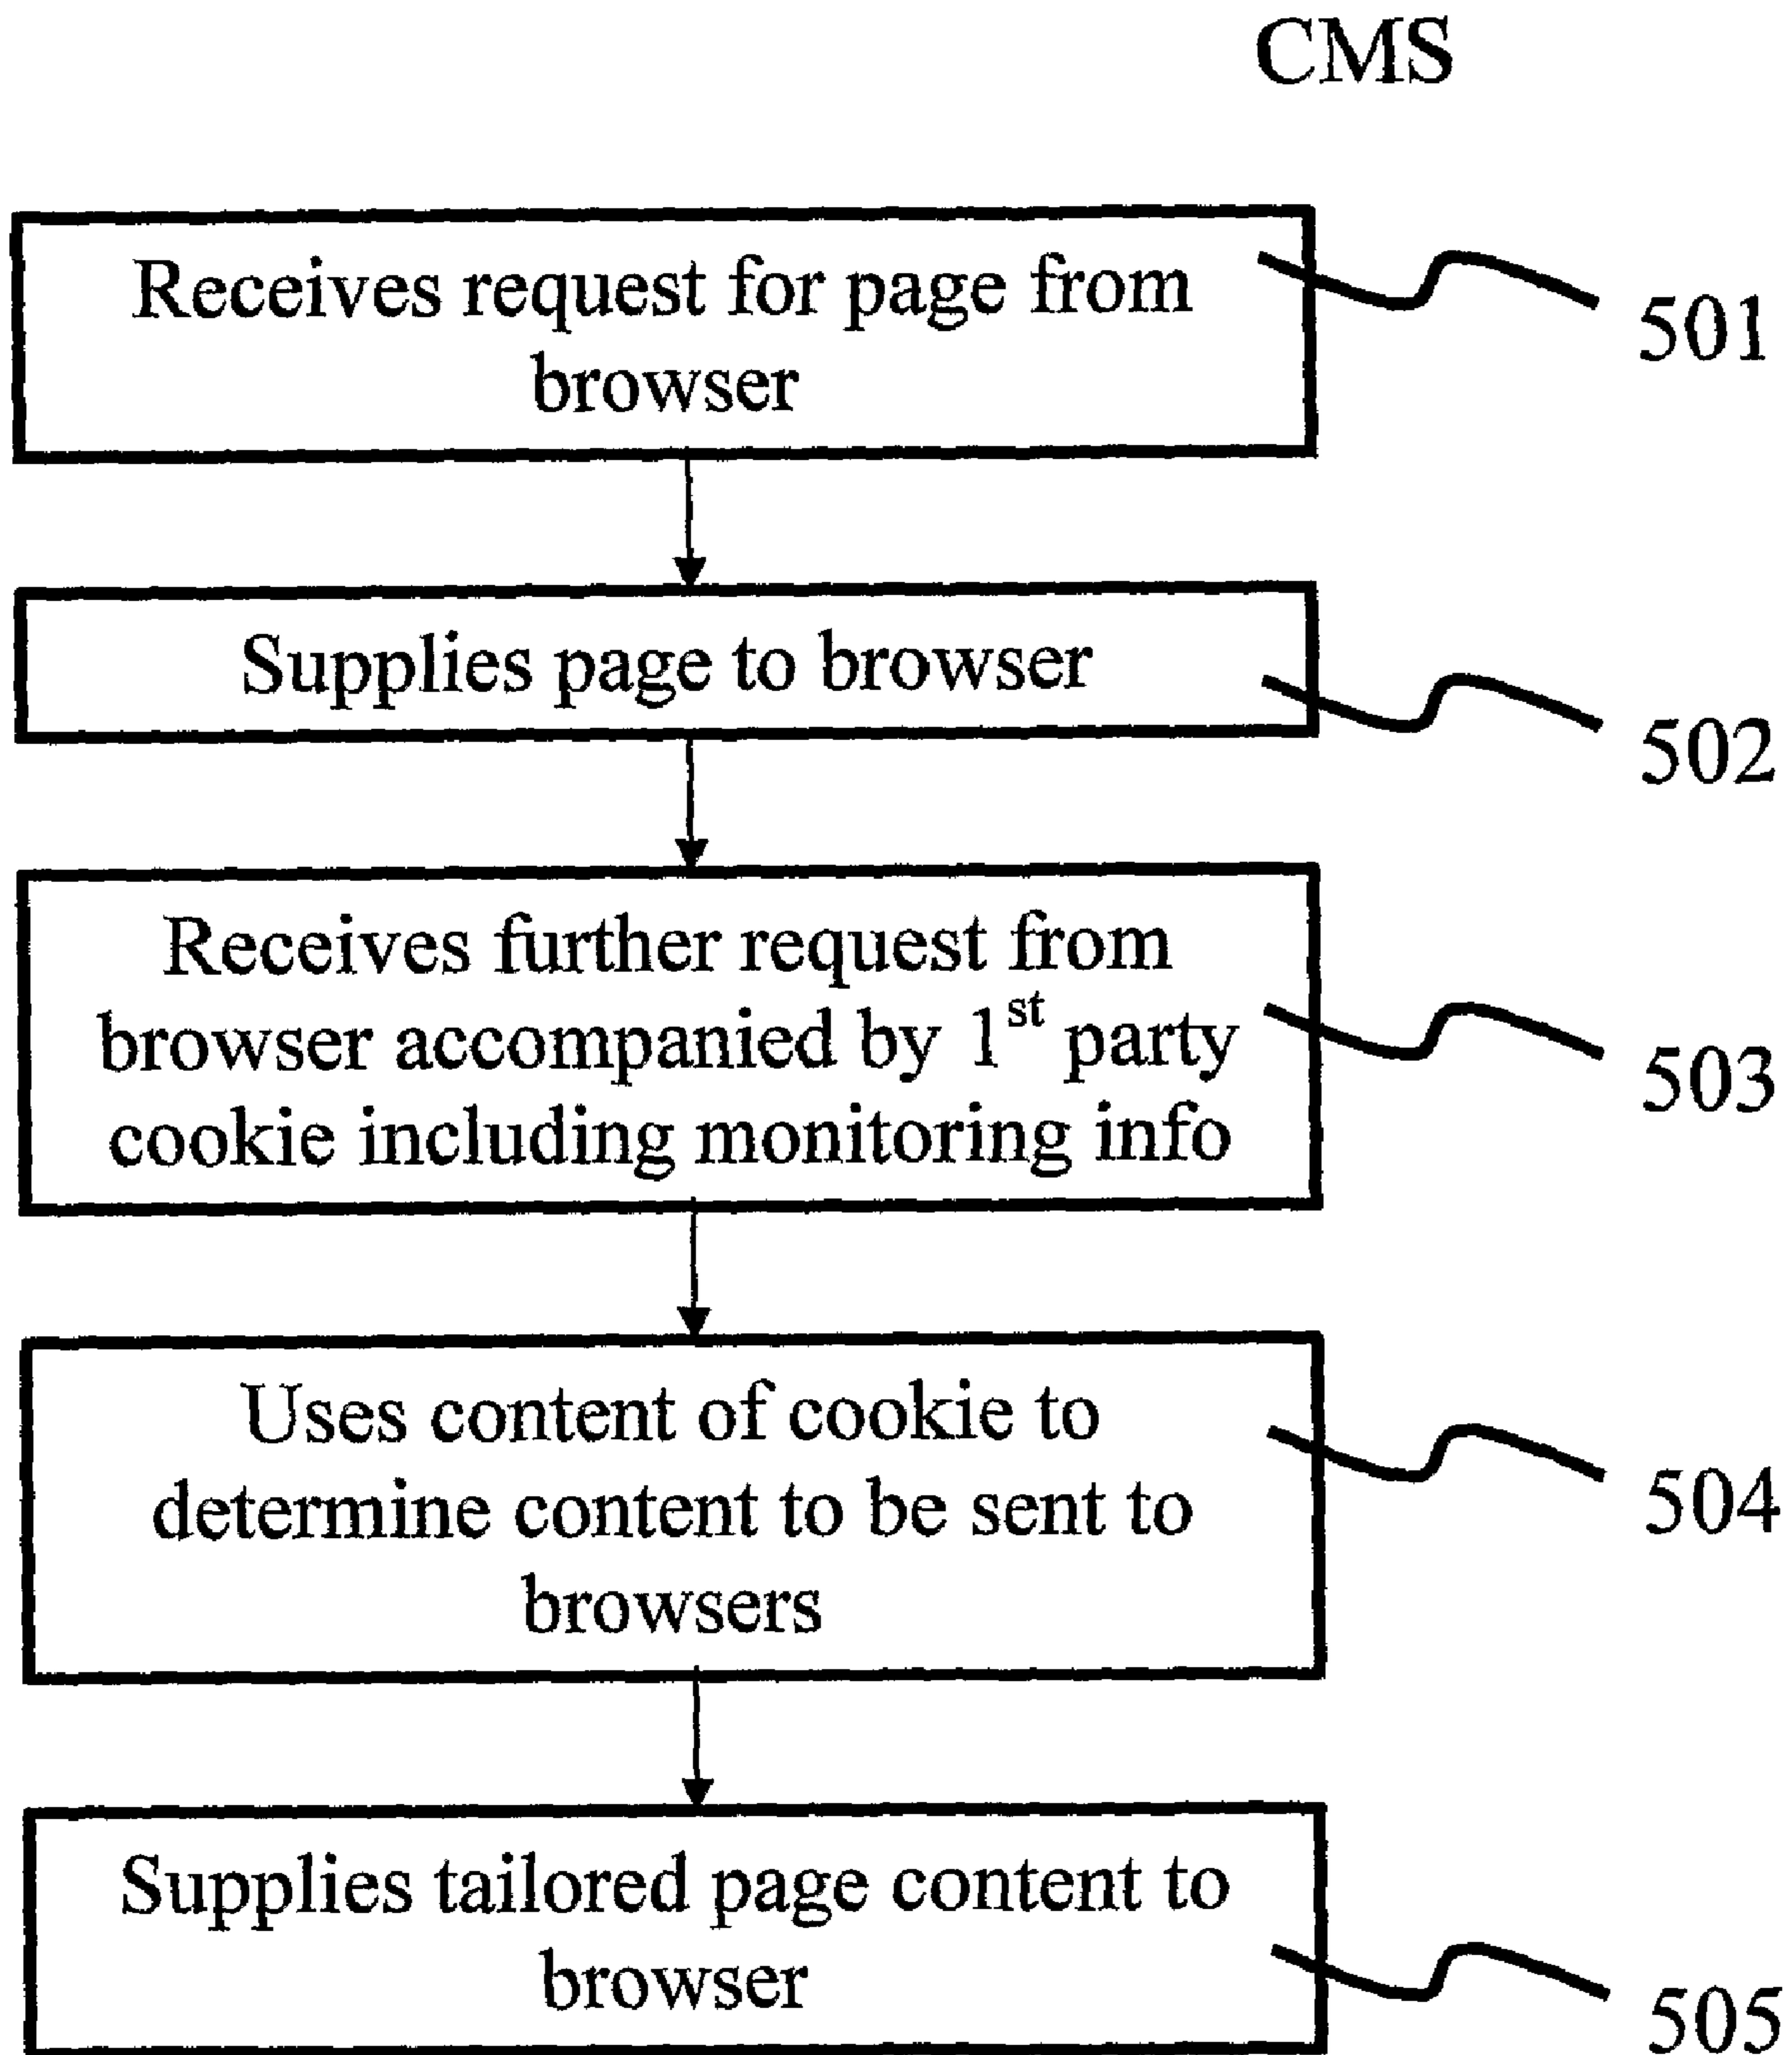 CMS
Receives request for page from
browser
501
Supplies page to browser
502
Receives further request from
browser accompanied by 1st party
cookie including monitoring info
503
Uses content of cookie to
determine content to be sent to
browsers
504
Supplies tailored page content to
browser
505